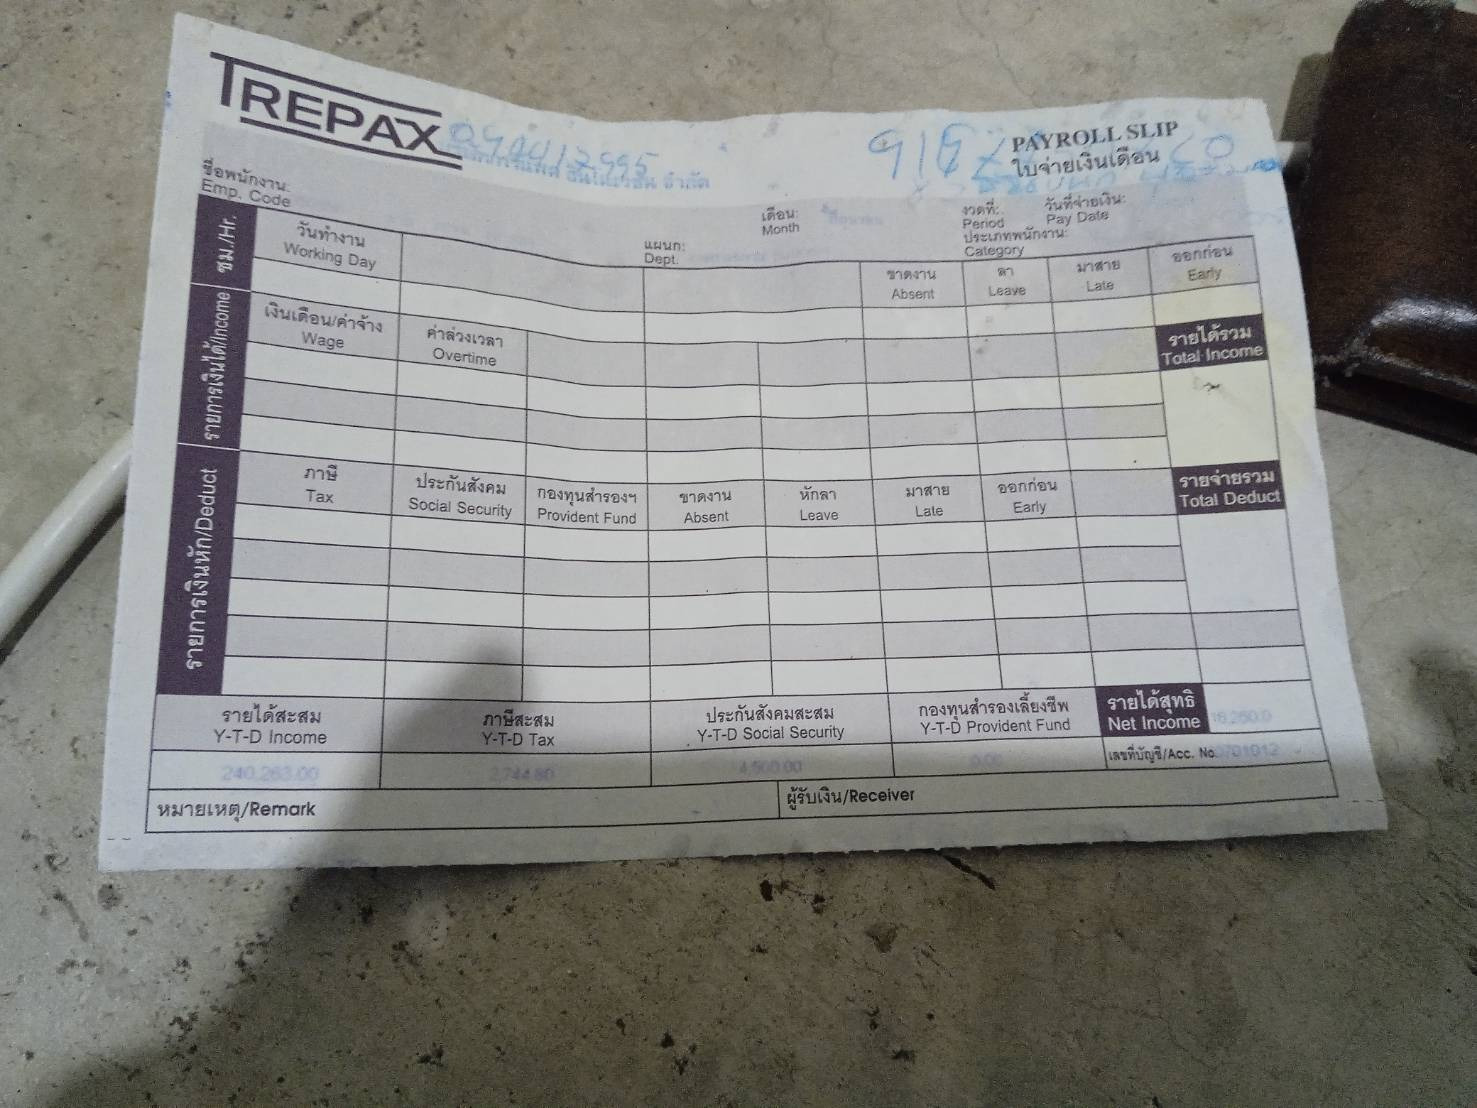 TREPAX
PAYROLL SLIP
ใบจ่ายเงินเดือน
ชื่อพนักงาน:
Emp. Code
แผนก:
Dept.
เดือน:
Month
งวดที่:
Period
วันที่จ่ายเงิน:
Pay Date
ประเภทพนักงาน:
Category
ชม./Hr.
วันทำงาน
Working Day
ขาดงาน
Absent
ลา
Leave
มาสาย
Late
ออกก่อน
Early
รายการเงินได้/Income
เงินเดือน/ค่าจ้าง
Wage
ค่าล่วงเวลา
Overtime
รายได้รวม
Total Income
รายการเงินหัก/Deduct
ภาษี
Tax
ประกันสังคม
Social Security
กองทุนสำรองฯ
Provident Fund
ขาดงาน
Absent
หักลา
Leave
มาสาย
Late
ออกก่อน
Early
รายจ่ายรวม
Total Deduct
รายได้สะสม
Y-T-D Income
ภาษีสะสม
Y-T-D Tax
ประกันสังคมสะสม
Y-T-D Social Security
กองทุนสำรองเลี้ยงชีพ
Y-T-D Provident Fund
รายได้สุทธิ
Net Income
240,263.00
2,744.80
0.00
เลขที่บัญชี/Acc. No.
หมายเหตุ/Remark
ผู้รับเงิน/Receiver